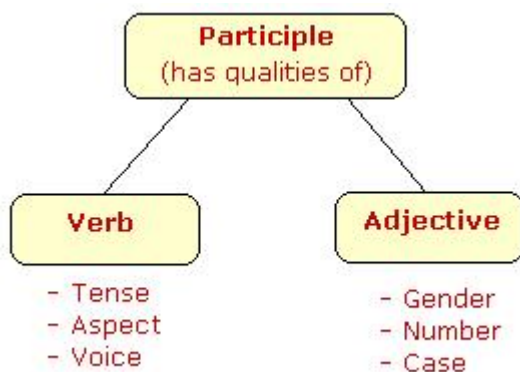 Participle
(has qualities of)
Verb
- Tense
- Aspect
- Voice
Adjective
- Gender
- Number
- Case